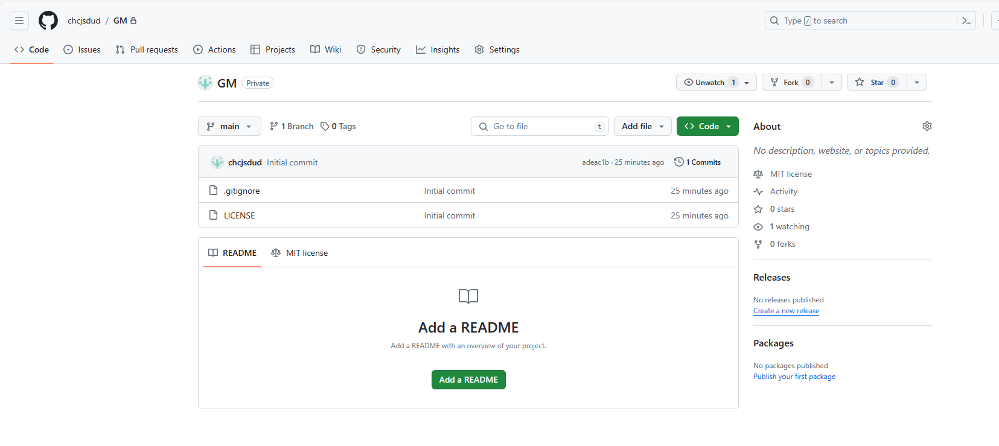 chcjsdud / GM
Type / to search
Code Issues Pull requests Actions Projects Wiki Security Insights Settings
GM Private
Unwatch 1 Fork 0 Star 0
main 1 Branch 0 Tags
Go to file t Add file Code
chcjsdud Initial commit adeac1b · 25 minutes ago 1 Commits
.gitignore Initial commit 25 minutes ago
LICENSE Initial commit 25 minutes ago
README MIT license
Add a README
Add a README with an overview of your project.
Add a README
About
No description, website, or topics provided.
MIT license
Activity
0 stars
1 watching
0 forks
Releases
No releases published
Create a new release
Packages
No packages published
Publish your first package